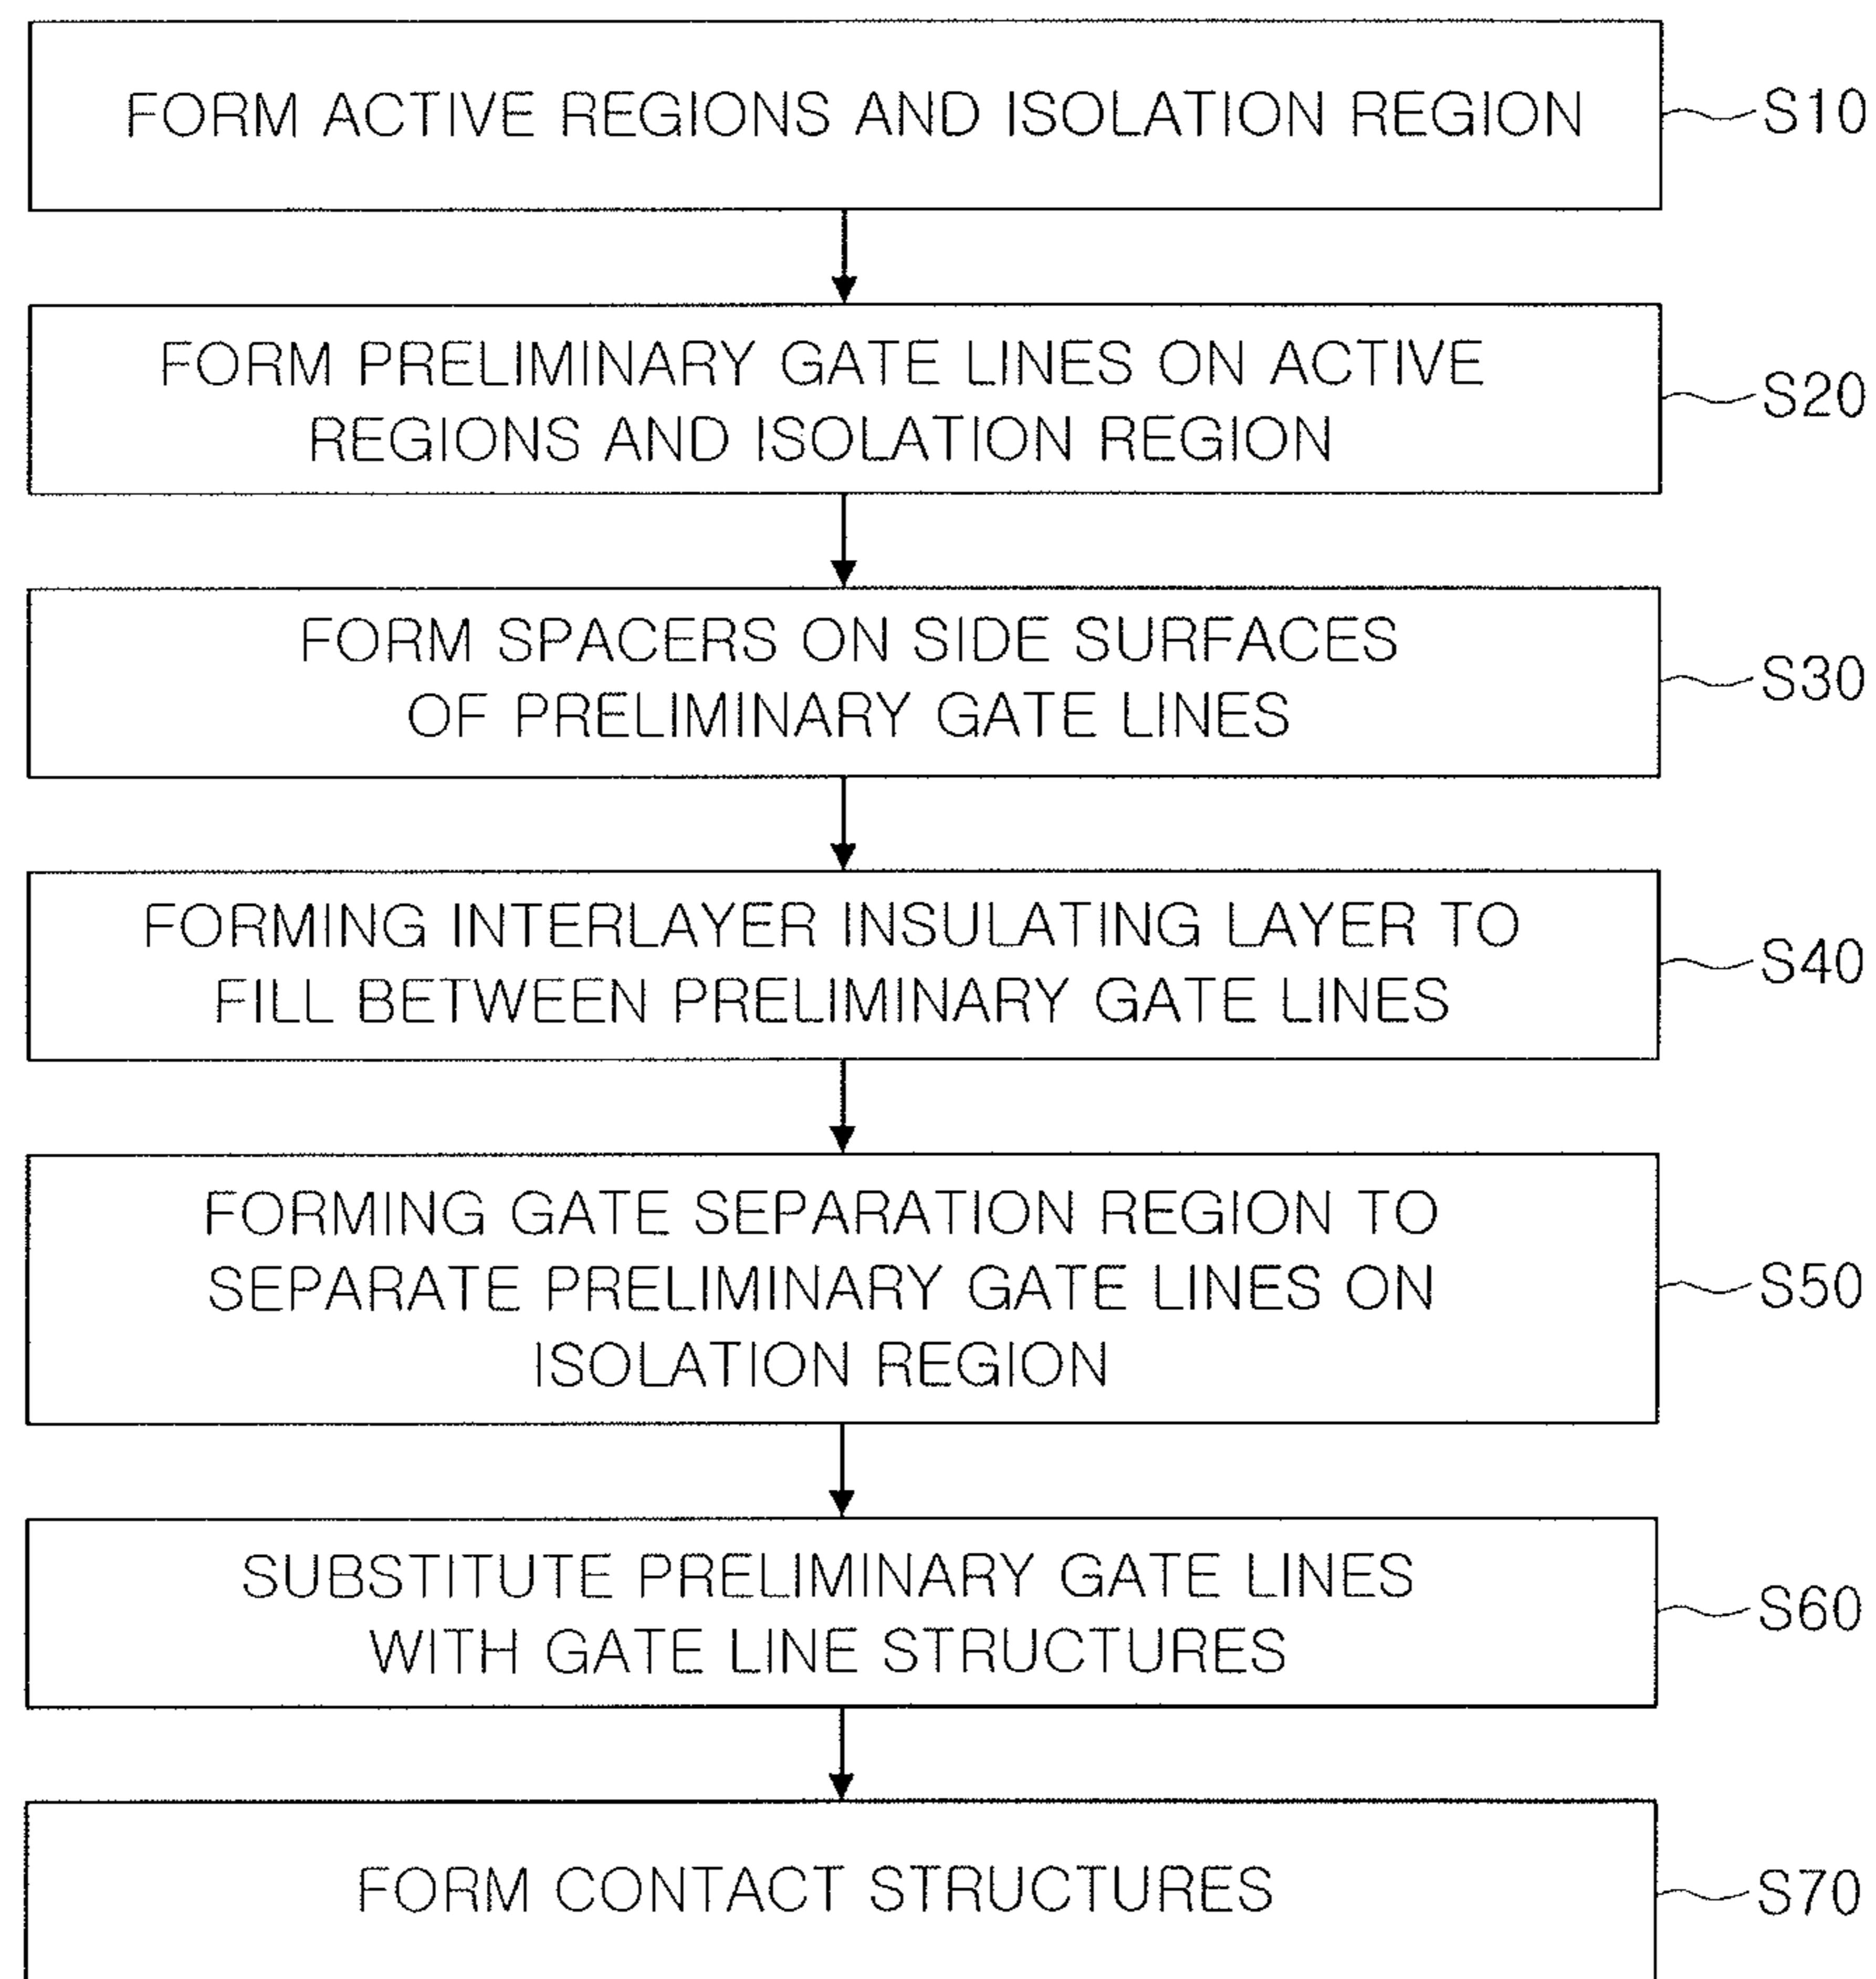 FORM ACTIVE REGIONS AND ISOLATION REGION
S10
FORM PRELIMINARY GATE LINES ON ACTIVE
REGIONS AND ISOLATION REGION
S20
FORM SPACERS ON SIDE SURFACES
OF PRELIMINARY GATE LINES
S30
FORMING INTERLAYER INSULATING LAYER TO
FILL BETWEEN PRELIMINARY GATE LINES
S40
FORMING GATE SEPARATION REGION TO
SEPARATE PRELIMINARY GATE LINES ON
ISOLATION REGION
S50
SUBSTITUTE PRELIMINARY GATE LINES
WITH GATE LINE STRUCTURES
S60
FORM CONTACT STRUCTURES
S70